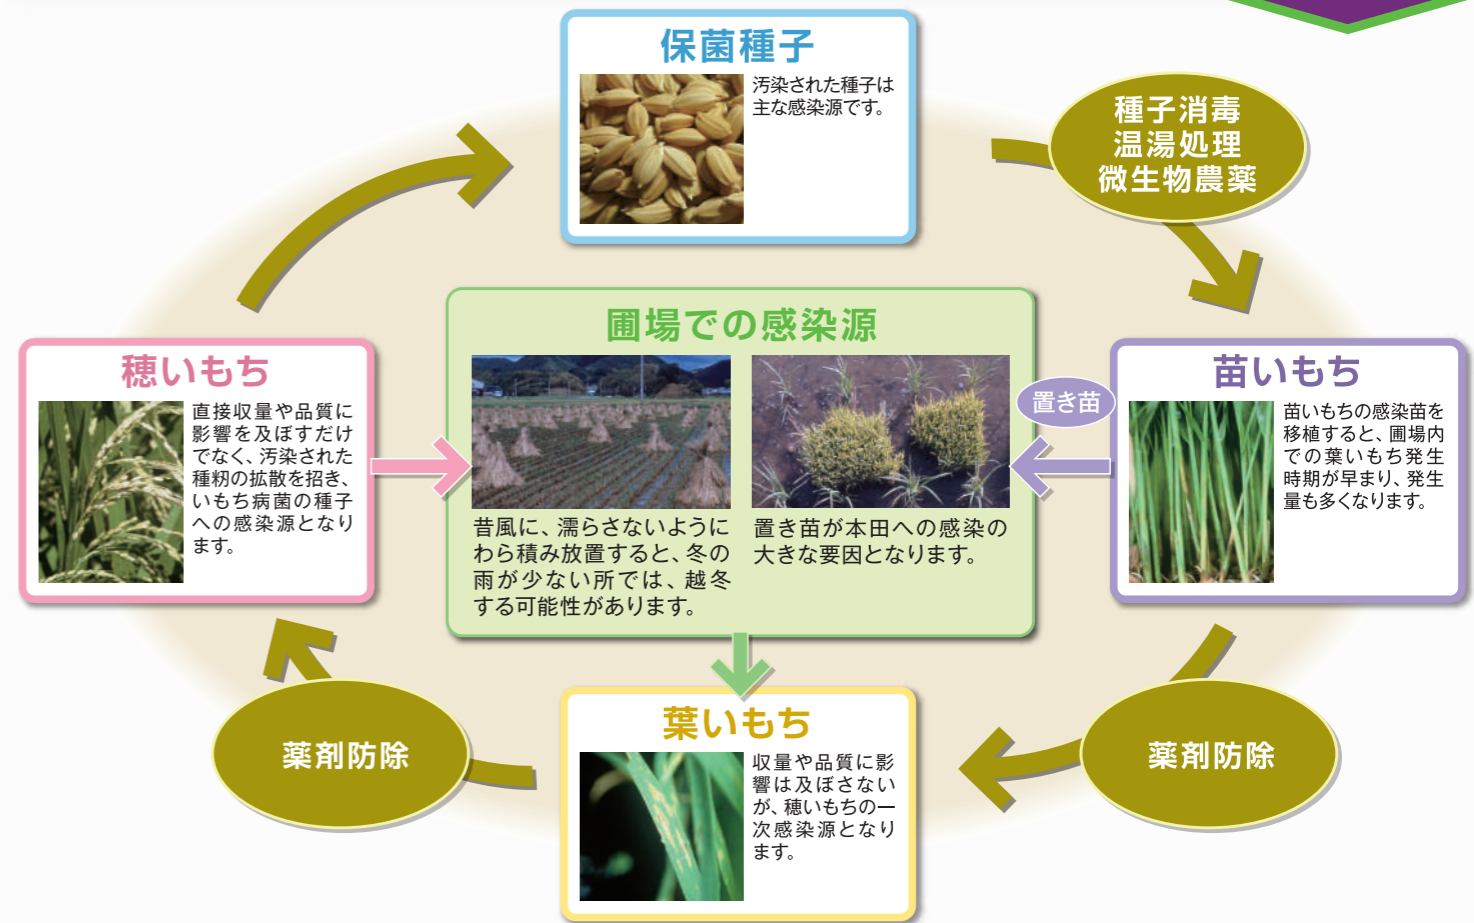 保菌種子
汚染された種子は
主な感染源です。
種子消毒
温湯処理
微生物農薬
圃場での感染源
昔風に、濡らさないように
わら積み放置すると、冬の
雨が少ない所では、越冬
する可能性があります。
置き苗が本田への感染の
大きな要因となります。
穂いもち
直接収量や品質に
影響を及ぼすだけ
でなく、汚染された
種籾の拡散を招き、
いもち病菌の種子
への感染源となり
ます。
置き苗
苗いもち
苗いもちの感染苗を
移植すると、圃場内
での葉いもち発生
時期が早まり、発生
量も多くなります。
薬剤防除
葉いもち
収量や品質に影
響は及ぼさない
が、穂いもちの一
次感染源となり
ます。
薬剤防除